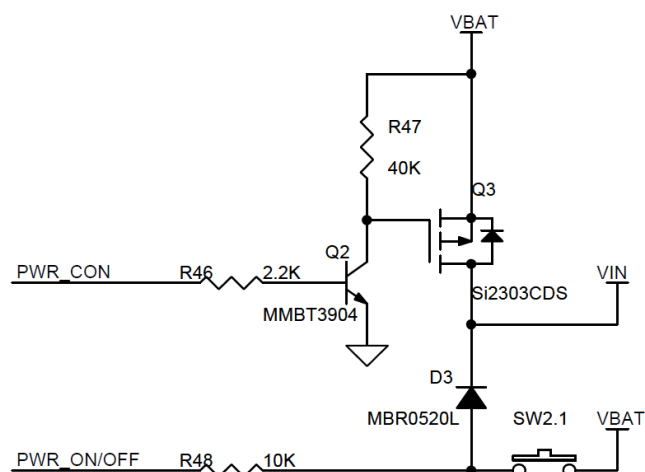 VBAT
R47
40K
Q3
Q2
PWR_CON R46 2.2K
VIN
Si2303CDS
MMBT3904
D3
MBR0520L SW2.1 VBAT
PWR_ON/OFF R48 10K